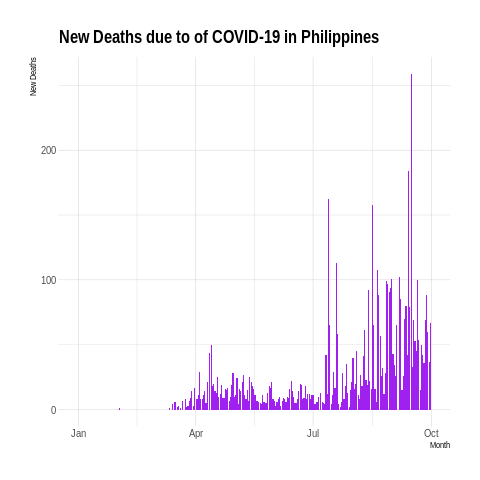 New Deaths due to of COVID-19 in Philippines
New Deaths
200
100
0
Jan Apr Jul Oct
Month